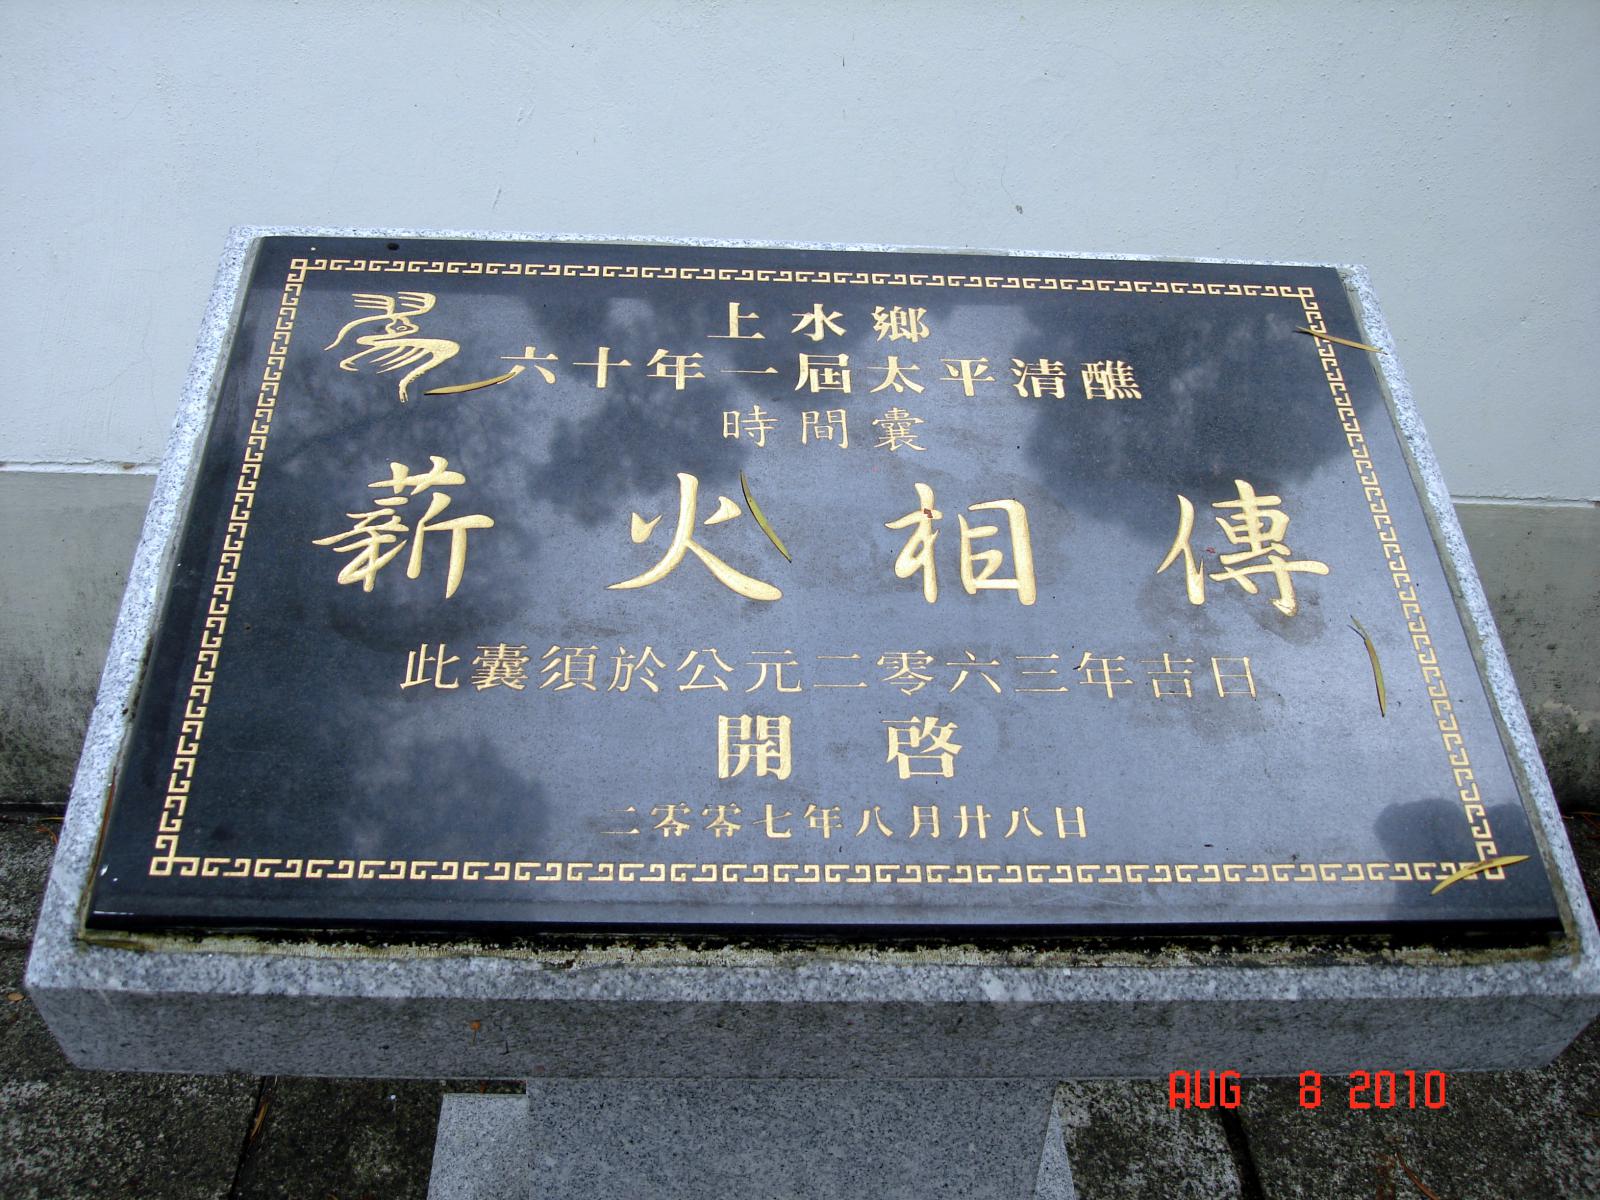 上水鄉
六十年一屆太平清醮
時間囊
薪火相傳
此囊須於公元二零六三年吉日
開啓
二零零七年八月廿八日
AUG 8 2010